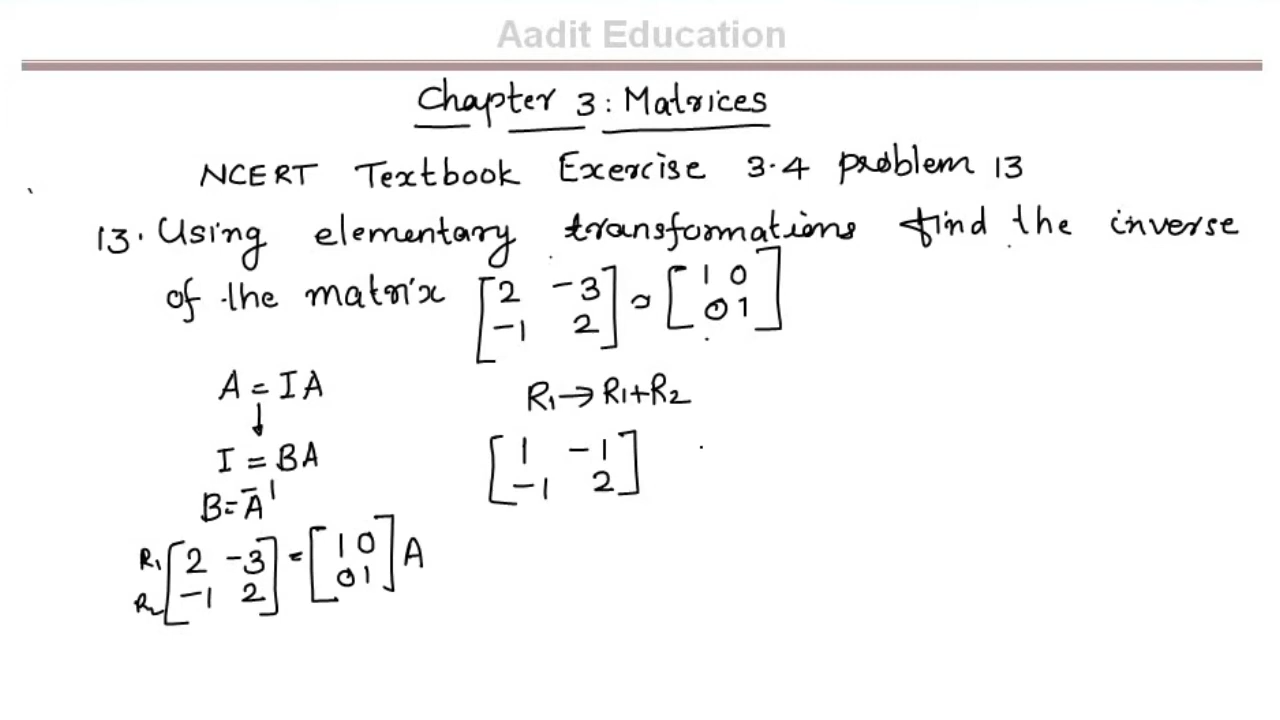 Aadit Education
Chapter 3: Matrices
NCERT Textbook Exercise 3.4 problem 13
13. Using elementary transformations find the inverse
of the matrix [2 -3; -1 2] ~ [1 0; 0 1]
A = IA
↓
I = BA
B = A⁻¹
R₁ R₂ [2 -3; -1 2] = [1 0; 0 1] A
R₁→R₁+R₂
[1 -1; -1 2]